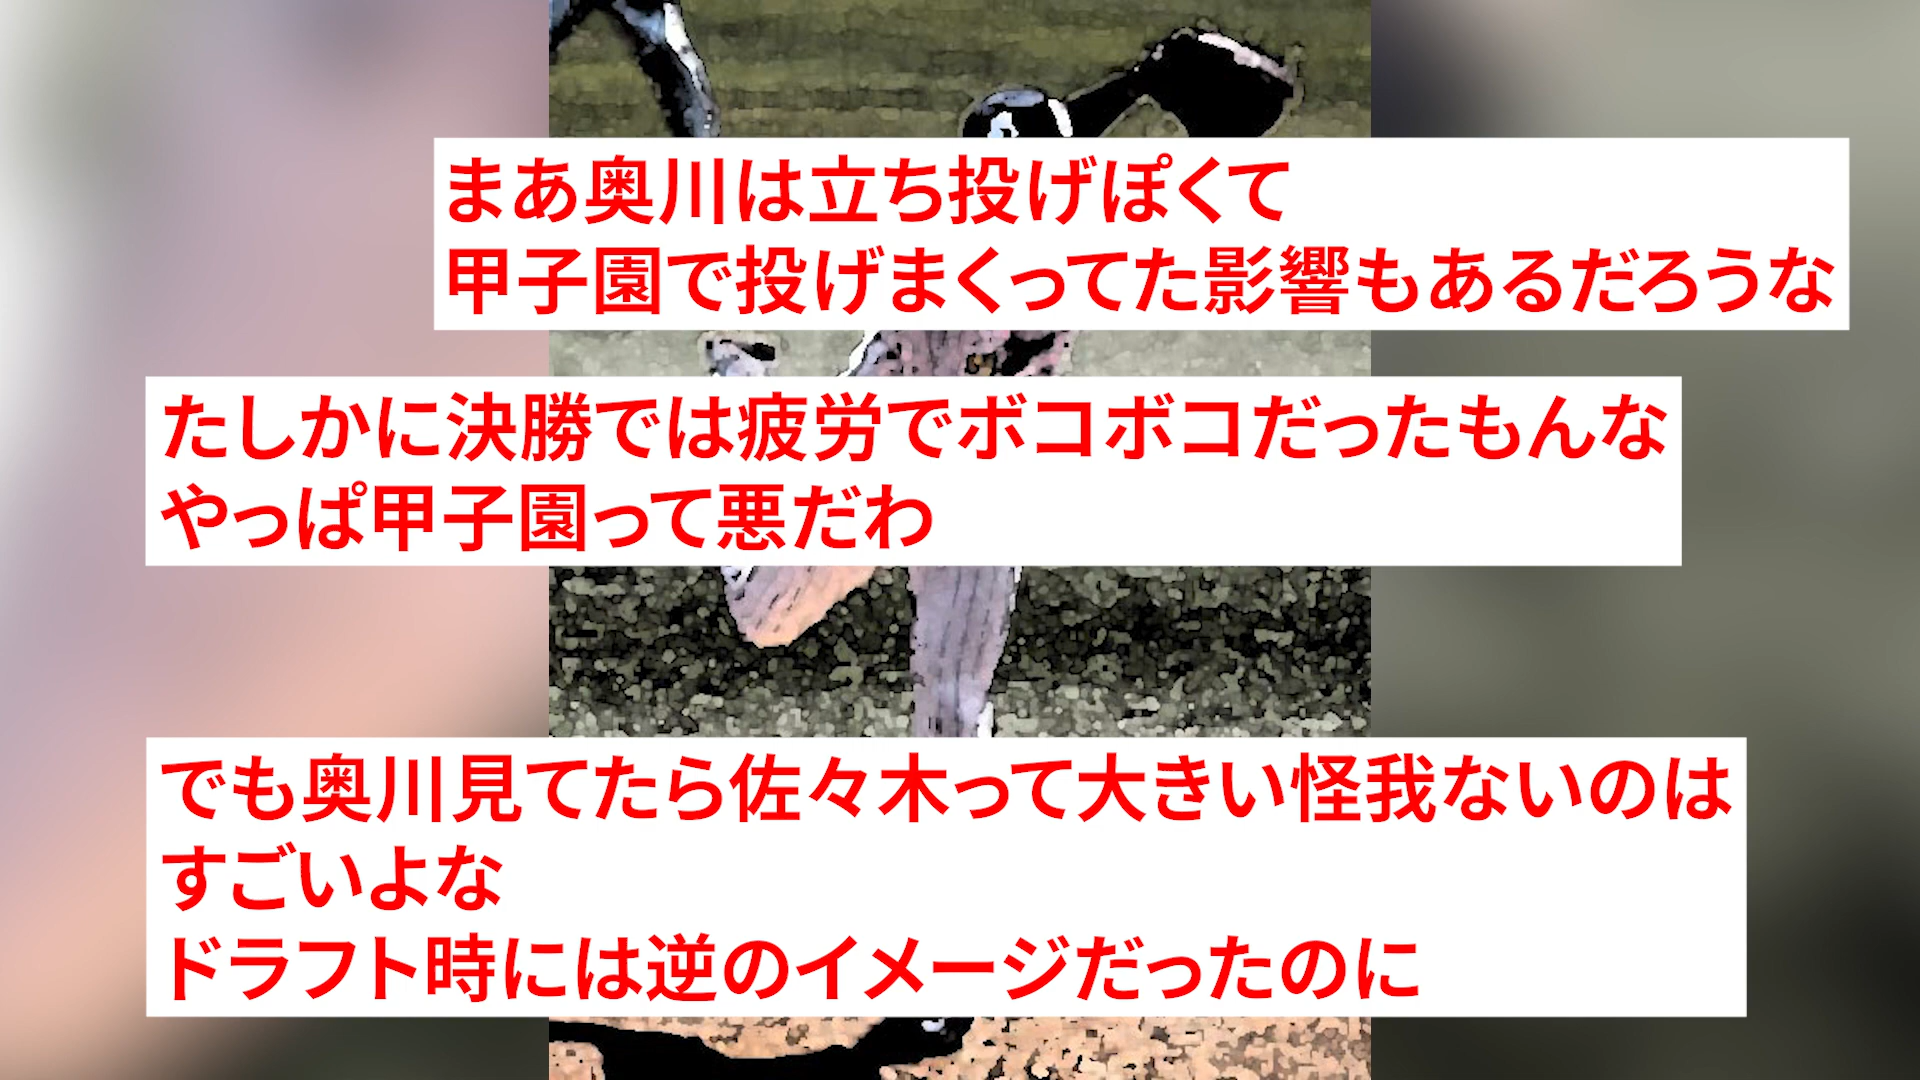 まあ奥川は立ち投げぽくて
甲子園で投げまくってた影響もあるだろうな
たしかに決勝では疲労でボコボコだったもんな
やっぱ甲子園って悪だわ
でも奥川見てたら佐々木って大きい怪我ないのは
すごいよな
ドラフト時には逆のイメージだったのに